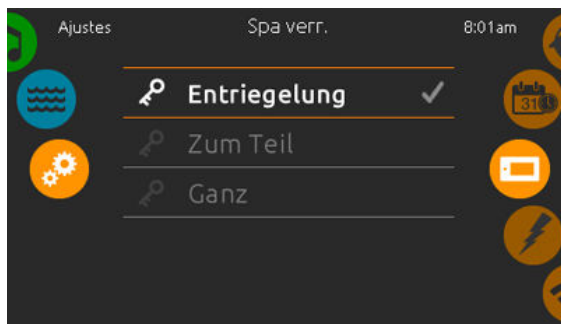 Ajustes Spa verr. 8:01am
Entriegelung
31
Zum Teil
Ganz